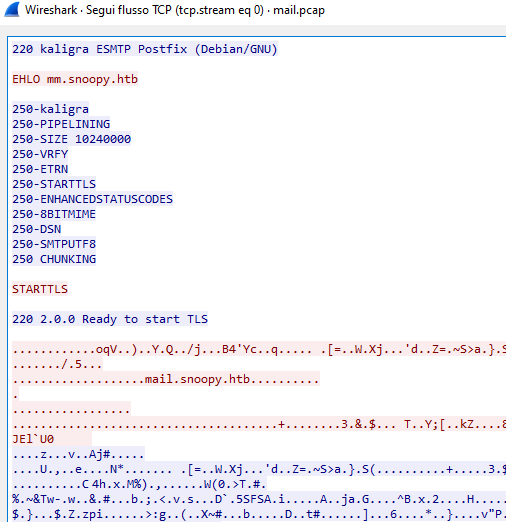 Wireshark · Segui flusso TCP (tcp.stream eq 0) · mail.pcap
220 kaligra ESMTP Postfix (Debian/GNU)
EHLO mm.snoopy.htb
250-kaligra
250-PIPELINING
250-SIZE 10240000
250-VRFY
250-ETRN
250-STARTTLS
250-ENHANCEDSTATUSCODES
250-8BITMIME
250-DSN
250-SMTPUTF8
250 CHUNKING
STARTTLS
220 2.0.0 Ready to start TLS
............oqV..)..Y.Q../j...B4'Yc..q..... .[=..W.Xj...'d..Z=.~S>a.}.S
......../.5...
...................mail.snoopy.htb..........
.
.................
......................................+........3.&.$... T..Y;[..kZ....8
JEl`U0
....z...v..Aj#.....
....U.,..e....N*....... .[=..W.Xj...'d..Z=.~S>a.}.S(..........+.....3.$
..........C4h.x.M%).,......W(0.>T.#.
%.~&Tw-.w..&.#...b.;.<.v.s...D`.5SFSA.i.....A..ja.G....^B.x.2....H.....
$.}...$.Z.zpi.....>:g..(..X~#...b.....D..t#......]...6....*..}....v"P.